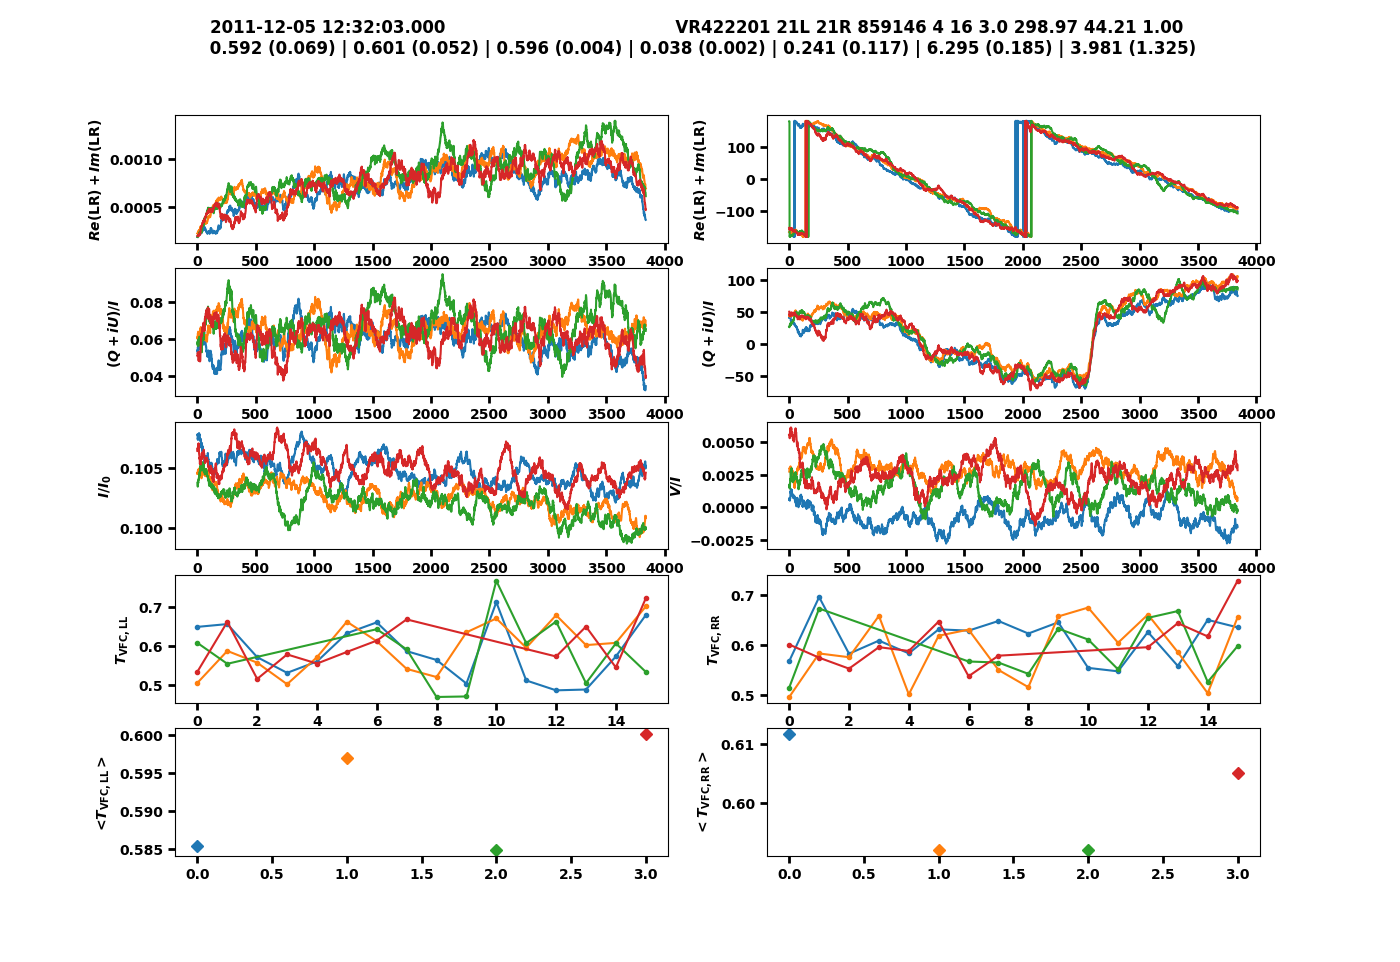 2011-12-05 12:32:03.000 VR422201 21L 21R 859146 4 16 3.0 298.97 44.21 1.00
0.592 (0.069) | 0.601 (0.052) | 0.596 (0.004) | 0.038 (0.002) | 0.241 (0.117) | 6.295 (0.185) | 3.981 (1.325)
Re(LR) + Im(LR)
0.0010
0.0005
0 500 1000 1500 2000 2500 3000 3500 4000
Re(LR) + Im(LR)
100
0
−100
0 500 1000 1500 2000 2500 3000 3500 4000
(Q + iU)/I
0.08
0.06
0.04
0 500 1000 1500 2000 2500 3000 3500 4000
(Q + iU)/I
100
50
0
−50
0 500 1000 1500 2000 2500 3000 3500 4000
I/I0
0.105
0.100
0 500 1000 1500 2000 2500 3000 3500 4000
V/I
0.0050
0.0025
0.0000
−0.0025
0 500 1000 1500 2000 2500 3000 3500 4000
TVFC, LL
0.7
0.6
0.5
0 2 4 6 8 10 12 14
TVFC, RR
0.7
0.6
0.5
0 2 4 6 8 10 12 14
<TVFC, LL >
0.600
0.595
0.590
0.585
0.0 0.5 1.0 1.5 2.0 2.5 3.0
< TVFC, RR >
0.61
0.60
0.0 0.5 1.0 1.5 2.0 2.5 3.0